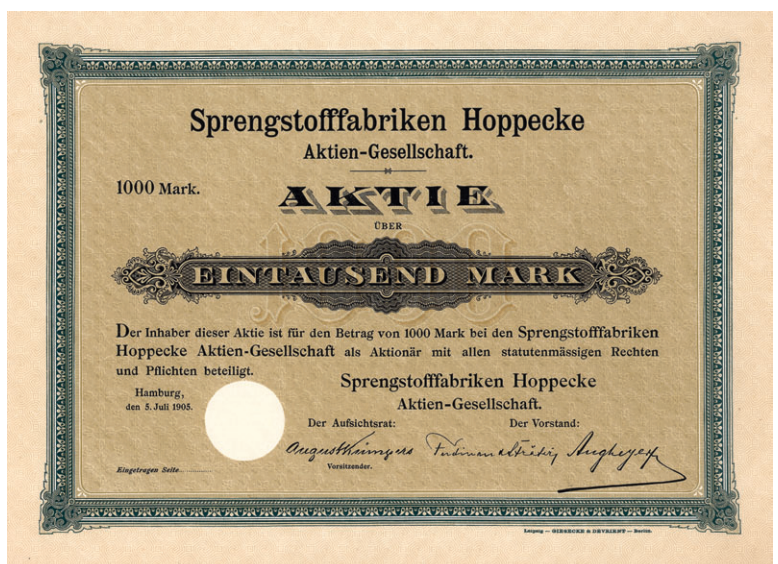 Sprengstofffabriken Hoppecke
Aktien-Gesellschaft.
1000 Mark.
AKTIE
ÜBER
1000
EINTAUSEND MARK
Der Inhaber dieser Aktie ist für den Betrag von 1000 Mark bei den Sprengstofffabriken
Hoppecke Aktien-Gesellschaft als Aktionär mit allen statutenmässigen Rechten
und Pflichten beteiligt.
Sprengstofffabriken Hoppecke
Aktien-Gesellschaft.
Hamburg,
den 5. Juli 1905.
Der Aufsichtsrat: Der Vorstand:
August
Vorsitzender.
Eingetragen Seite
Leipzig — GIESECKE & DEVRIENT — Berlin.